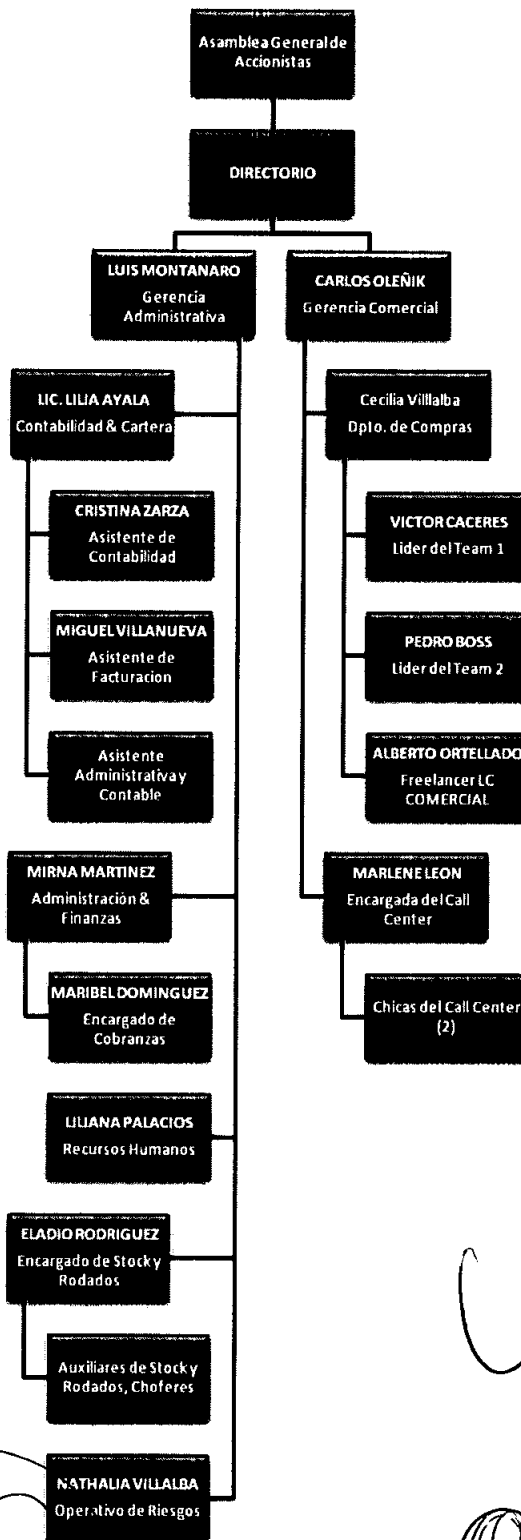 Asamblea General de
Accionistas
DIRECTORIO
LUIS MONTANARO
Gerencia
Administrativa
LIC. LILIA AYALA
Contabilidad & Cartera
CRISTINA ZARZA
Asistente de
Contabilidad
MIGUEL VILLANUEVA
Asistente de
Facturacion
Asistente
Administrativa y
Contable
MIRNA MARTINEZ
Administración &
Finanzas
MARIBEL DOMINGUEZ
Encargado de
Cobranzas
LILIANA PALACIOS
Recursos Humanos
ELADIO RODRIGUEZ
Encargado de Stock y
Rodados
Auxiliares de Stock y
Rodados, Choferes
NATHALIA VILLALBA
Operativo de Riesgos
CARLOS OLEÑIK
Gerencia Comercial
Cecilia Villlalba
Dpto. de Compras
VICTOR CACERES
Lider del Team 1
PEDRO BOSS
Lider del Team 2
ALBERTO ORTELLADO
Freelancer LC
COMERCIAL
MARLENE LEON
Encargada del Call
Center
Chicas del Call Center
(2)